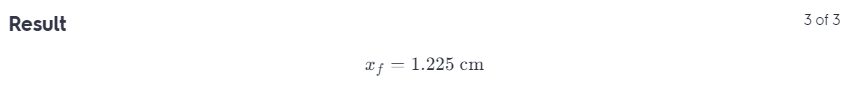 Result
3 of 3
x_f = 1.225 cm